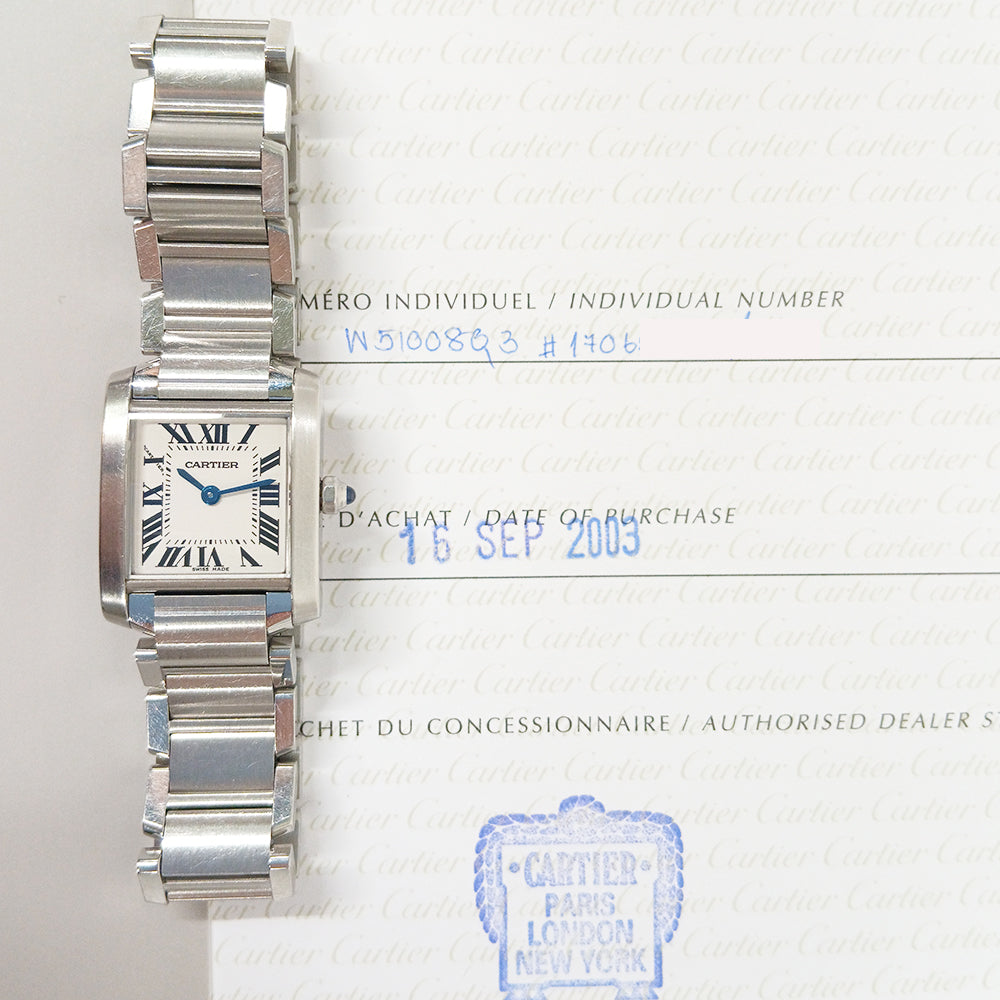 MÉRO INDIVIDUEL / INDIVIDUAL NUMBER
W51008Q3 #1706
CARTIER
SWISS MADE
D'ACHAT / DATE OF PURCHASE
16 SEP 2003
CHET DU CONCESSIONNAIRE / AUTHORISED DEALER S
CARTIER
PARIS
LONDON
NEW YORK